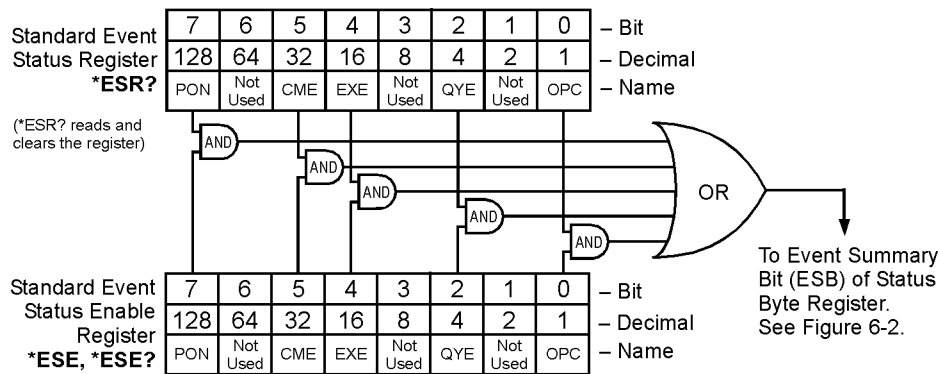 Standard Event
Status Register
*ESR?
7 6 5 4 3 2 1 0 – Bit
128 64 32 16 8 4 2 1 – Decimal
PON Not Used CME EXE Not Used QYE Not Used OPC – Name
(*ESR? reads and
clears the register)
AND
AND
AND
AND
AND
OR
To Event Summary
Bit (ESB) of Status
Byte Register.
See Figure 6-2.
Standard Event
Status Enable
Register
*ESE, *ESE?
7 6 5 4 3 2 1 0 – Bit
128 64 32 16 8 4 2 1 – Decimal
PON Not Used CME EXE Not Used QYE Not Used OPC – Name